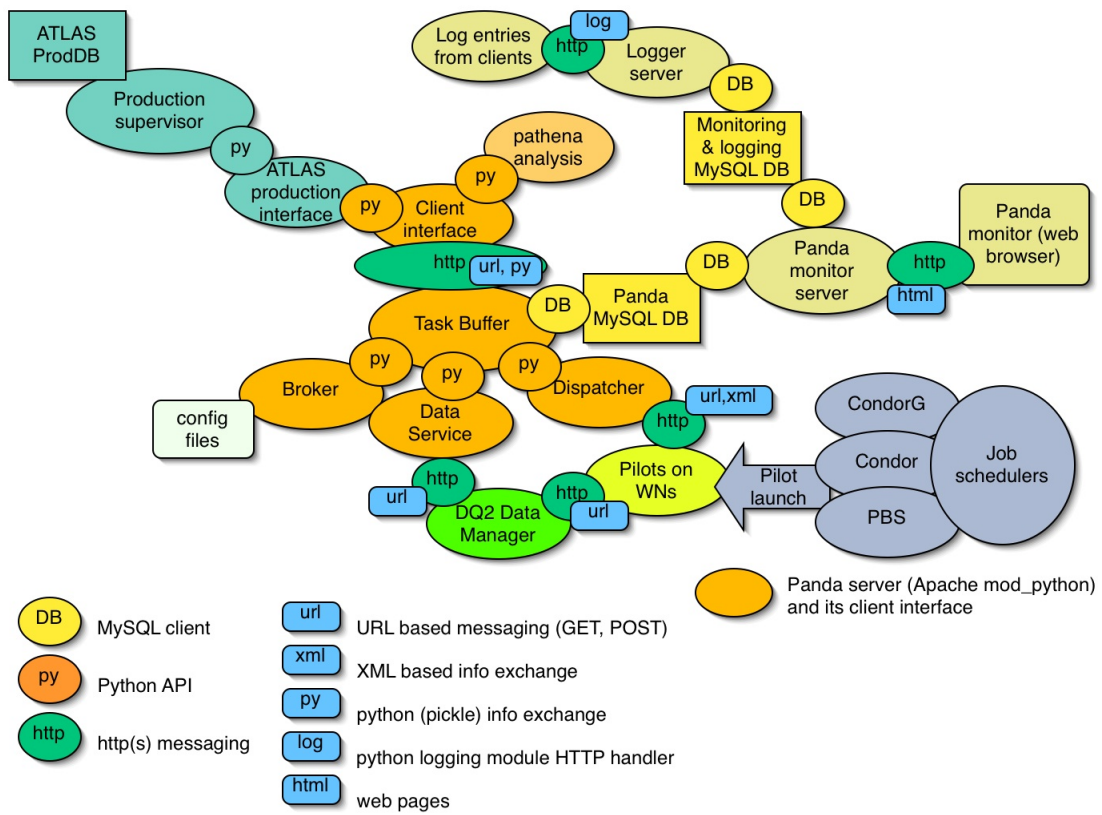 ATLAS
ProdDB
Production
supervisor
py
ATLAS
production
interface
py
Client
interface
py
pathena
analysis
Log entries
from clients
http
log
Logger
server
DB
Monitoring
& logging
MySQL DB
DB
Panda
monitor
server
http
html
Panda
monitor (web
browser)
http
url, py
Task Buffer
DB
Panda
MySQL DB
DB
py
py
py
Broker
config
files
Data
Service
Dispatcher
http
url,xml
http
url
DQ2 Data
Manager
http
url
Pilots on
WNs
Pilot
launch
CondorG
Condor
PBS
Job
schedulers
Panda server (Apache mod_python)
and its client interface
DB
MySQL client
py
Python API
http
http(s) messaging
url
URL based messaging (GET, POST)
xml
XML based info exchange
py
python (pickle) info exchange
log
python logging module HTTP handler
html
web pages